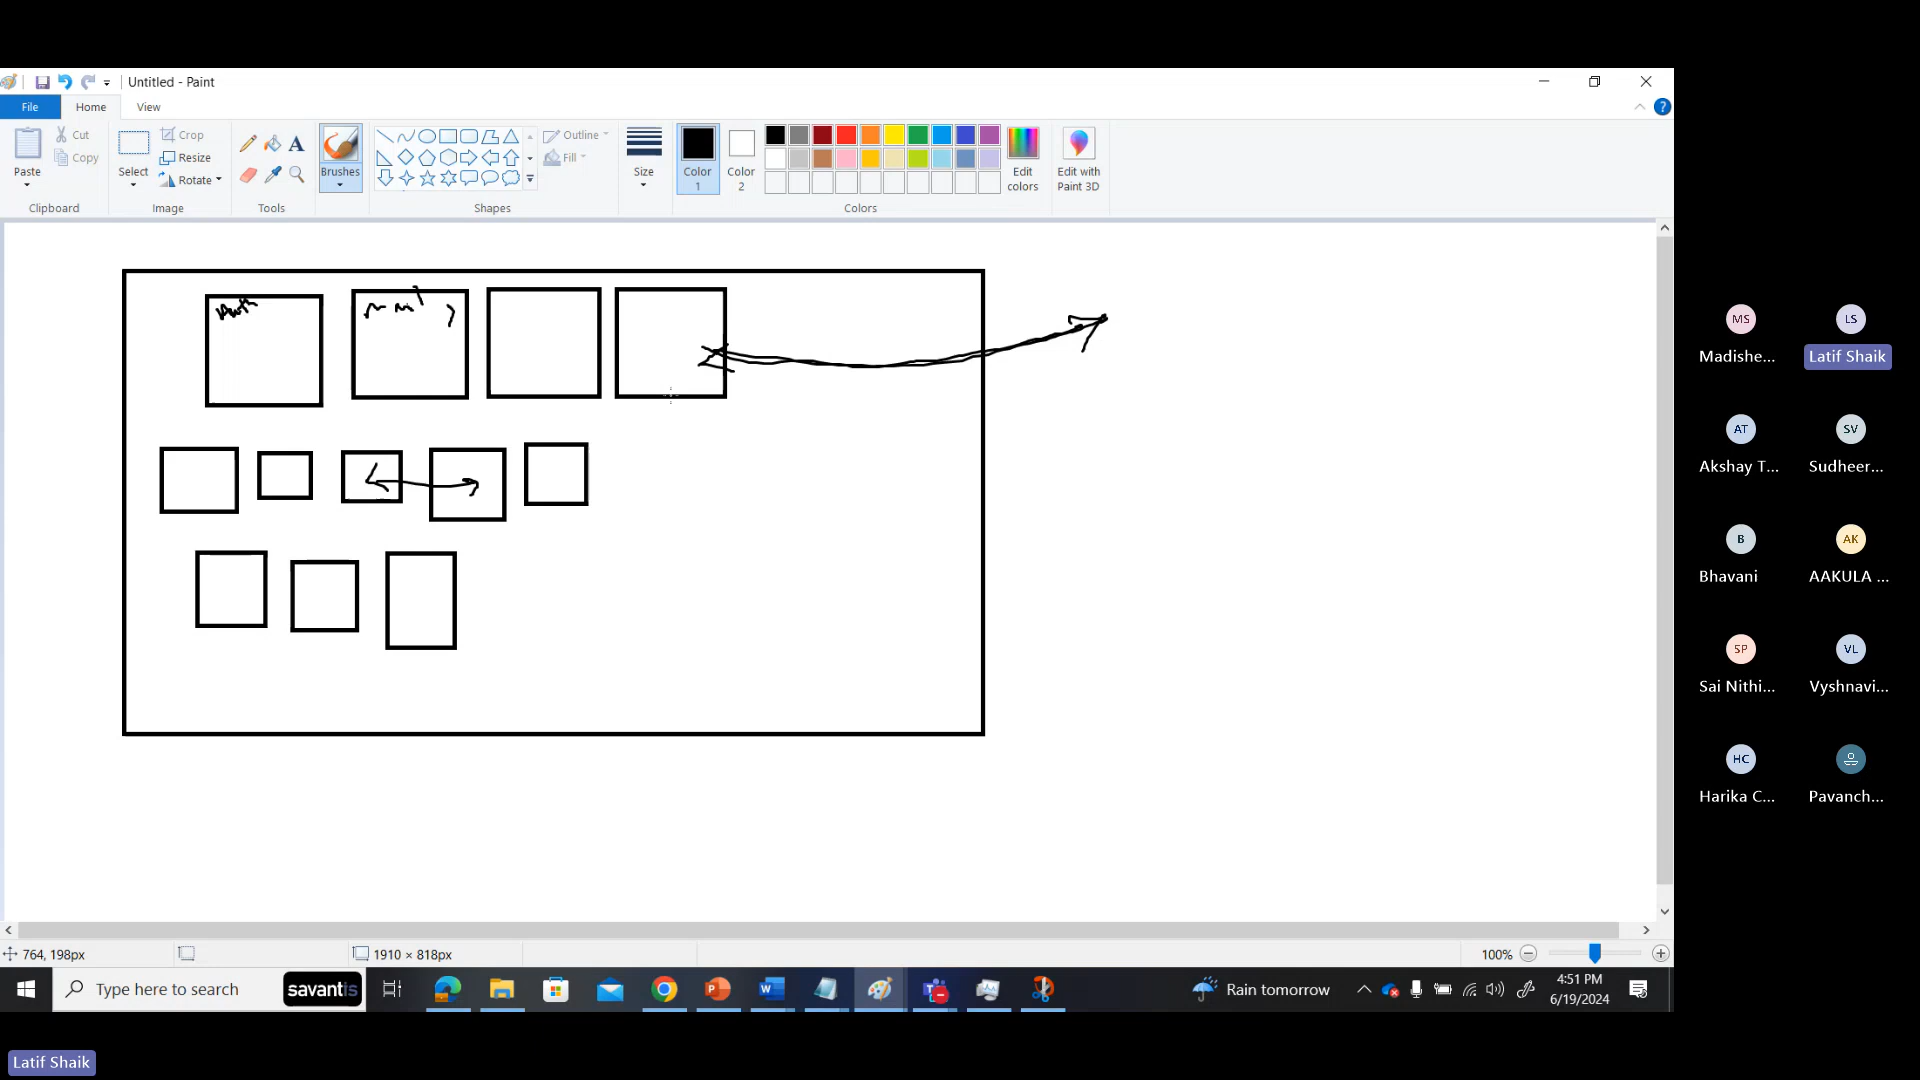 Untitled - Paint
File Home View
Paste
Cut
Copy
Clipboard
Select
Crop
Resize
Rotate
Image
A
Tools
Brushes
Shapes
Outline
Fill
Size
Color 1
Color 2
Colors
Edit colors
Edit with Paint 3D
?
MS
Madishe...
LS
Latif Shaik
AT
Akshay T...
SV
Sudheer...
B
Bhavani
AK
AAKULA ...
SP
Sai Nithi...
VL
Vyshnavi...
HC
Harika C...
Pavanch...
764, 198px
1910 × 818px
100%
Type here to search
savantis
Rain tomorrow
4:51 PM
6/19/2024
Latif Shaik